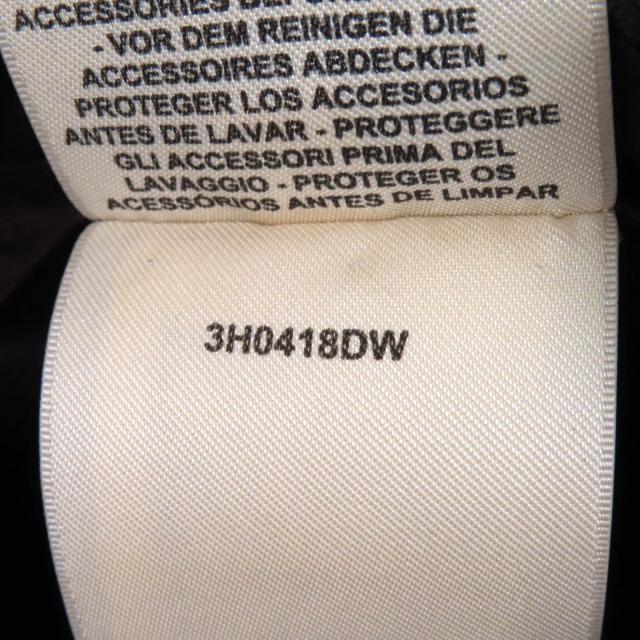 ACCESSORIES
- VOR DEM REINIGEN DIE
ACCESSOIRES ABDECKEN -
PROTEGER LOS ACCESORIOS
ANTES DE LAVAR - PROTEGGERE
GLI ACCESSORI PRIMA DEL
LAVAGGIO - PROTEGER OS
ACESSÓRIOS ANTES DE LIMPAR
3H0418DW